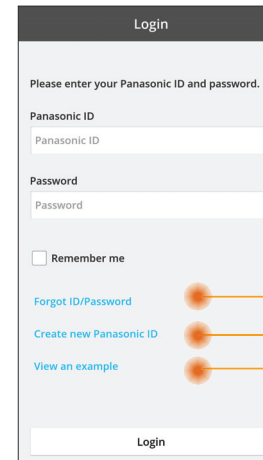 Login
Please enter your Panasonic ID and password.
Panasonic ID
Panasonic ID
Password
Password
Remember me
Forgot ID/Password
Create new Panasonic ID
View an example
Login